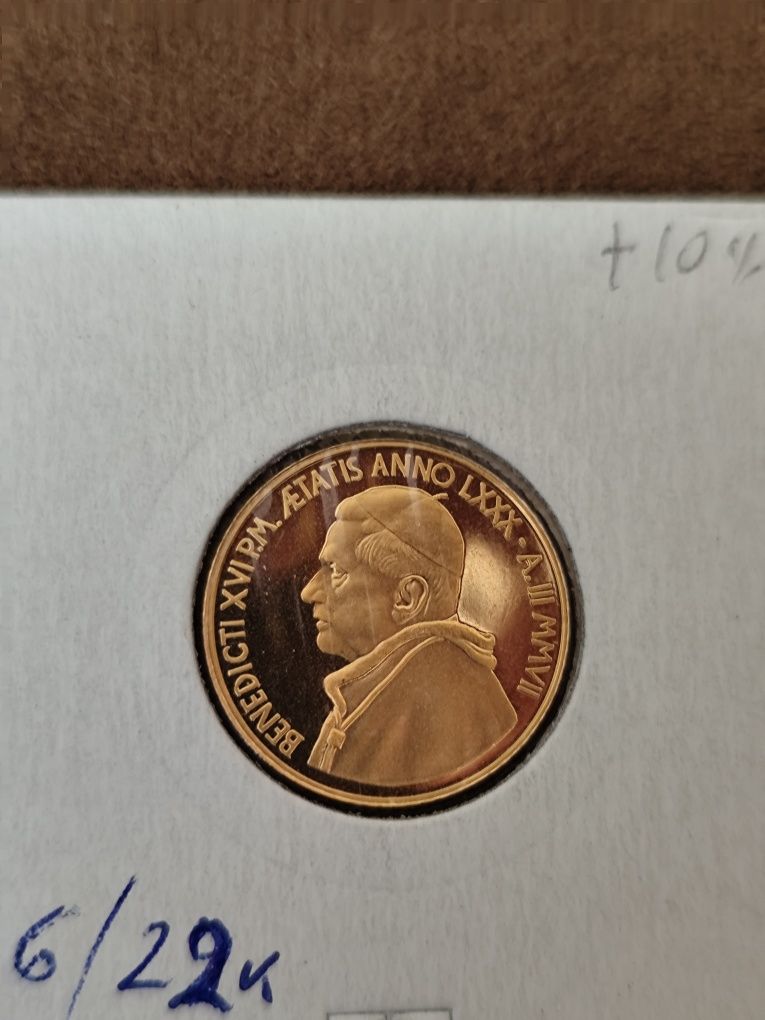 +10%
BENEDICTI XVI P.M. ÆTATIS ANNO LXXX · A. III MMVII
6/22k